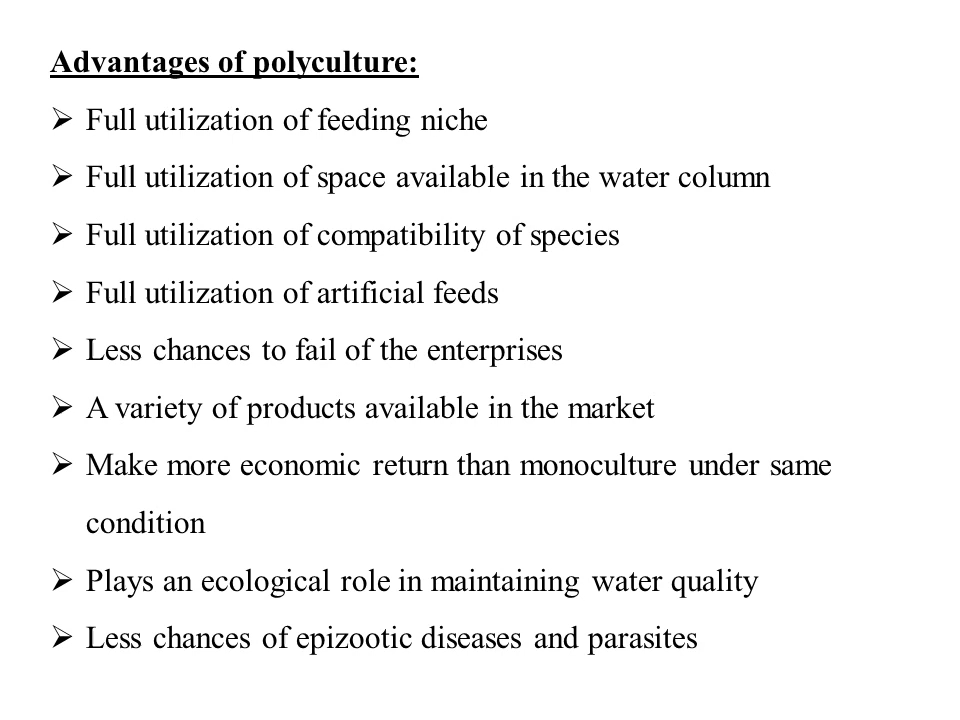 Advantages of polyculture:
➢ Full utilization of feeding niche
➢ Full utilization of space available in the water column
➢ Full utilization of compatibility of species
➢ Full utilization of artificial feeds
➢ Less chances to fail of the enterprises
➢ A variety of products available in the market
➢ Make more economic return than monoculture under same
condition
➢ Plays an ecological role in maintaining water quality
➢ Less chances of epizootic diseases and parasites